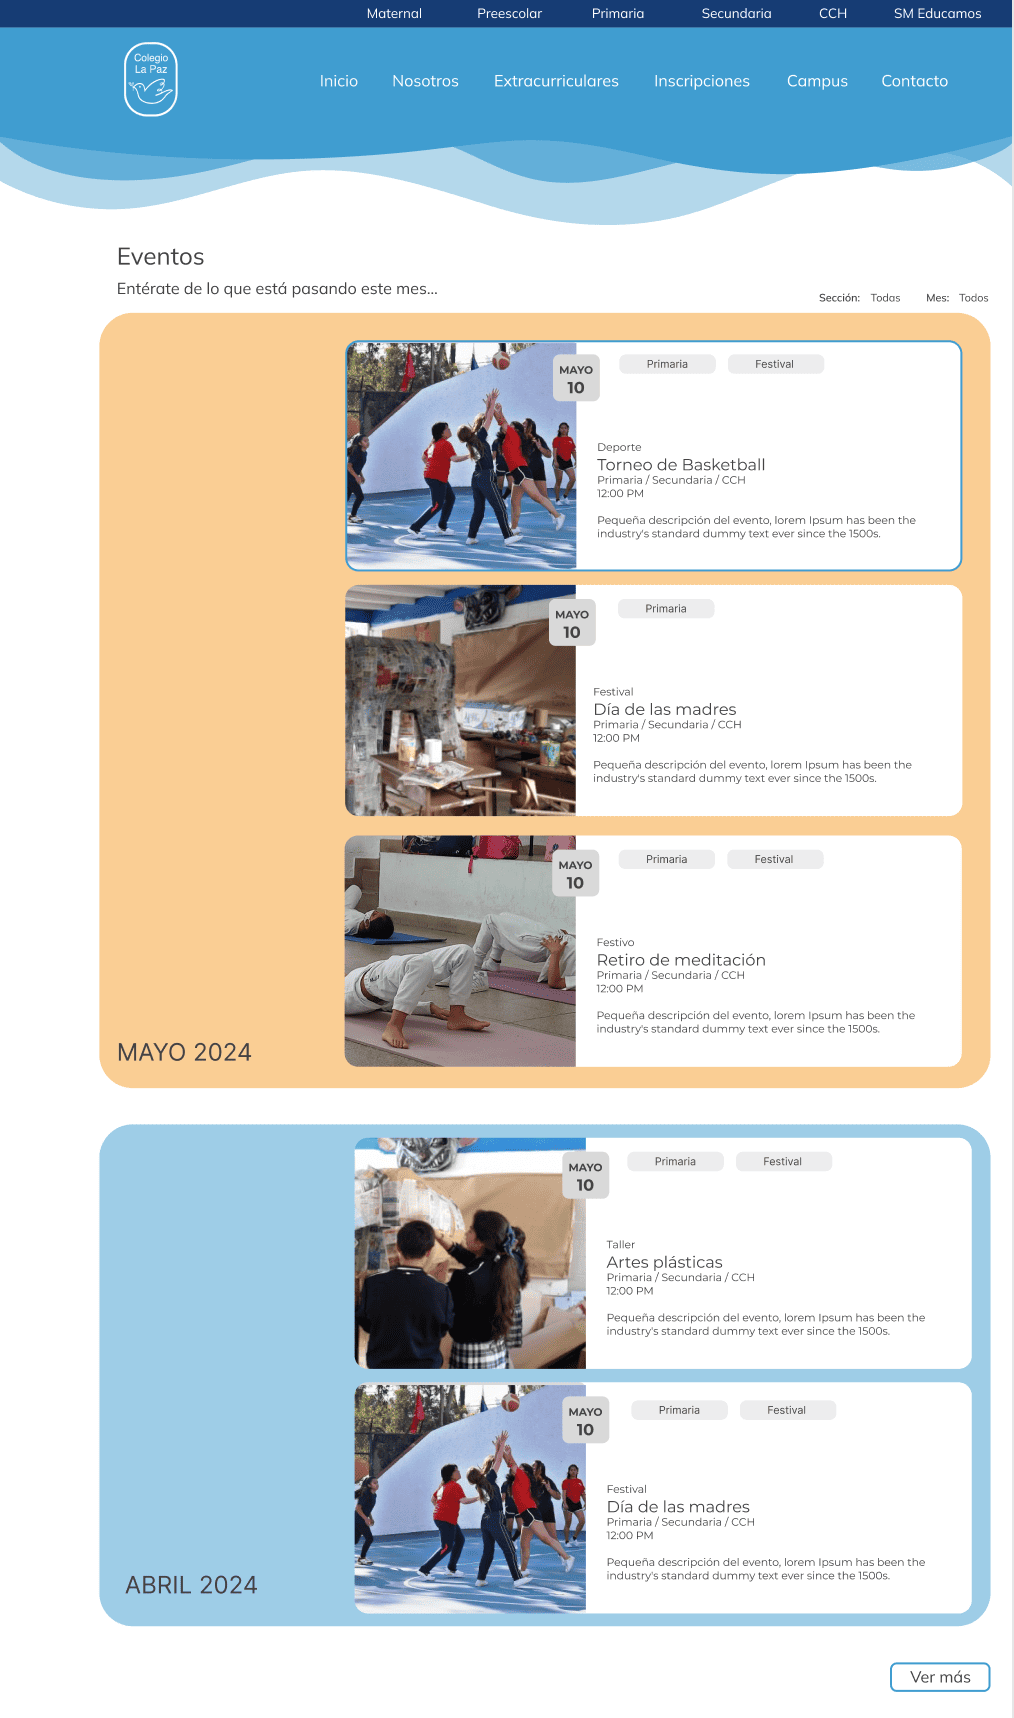 Maternal Preescolar Primaria Secundaria CCH SM Educamos
Colegio
La Paz
Inicio Nosotros Extracurriculares Inscripciones Campus Contacto
Eventos
Entérate de lo que está pasando este mes...
Sección: Todas Mes: Todos
MAYO
10
Primaria Festival
Deporte
Torneo de Basketball
Primaria / Secundaria / CCH
12:00 PM
Pequeña descripción del evento, lorem Ipsum has been the
industry's standard dummy text ever since the 1500s.
MAYO
10
Primaria
Festival
Día de las madres
Primaria / Secundaria / CCH
12:00 PM
Pequeña descripción del evento, lorem Ipsum has been the
industry's standard dummy text ever since the 1500s.
MAYO
10
Primaria Festival
Festivo
Retiro de meditación
Primaria / Secundaria / CCH
12:00 PM
Pequeña descripción del evento, lorem Ipsum has been the
industry's standard dummy text ever since the 1500s.
MAYO 2024
MAYO
10
Primaria Festival
Taller
Artes plásticas
Primaria / Secundaria / CCH
12:00 PM
Pequeña descripción del evento, lorem Ipsum has been the
industry's standard dummy text ever since the 1500s.
MAYO
10
Primaria Festival
Festival
Día de las madres
Primaria / Secundaria / CCH
12:00 PM
Pequeña descripción del evento, lorem Ipsum has been the
industry's standard dummy text ever since the 1500s.
ABRIL 2024
Ver más